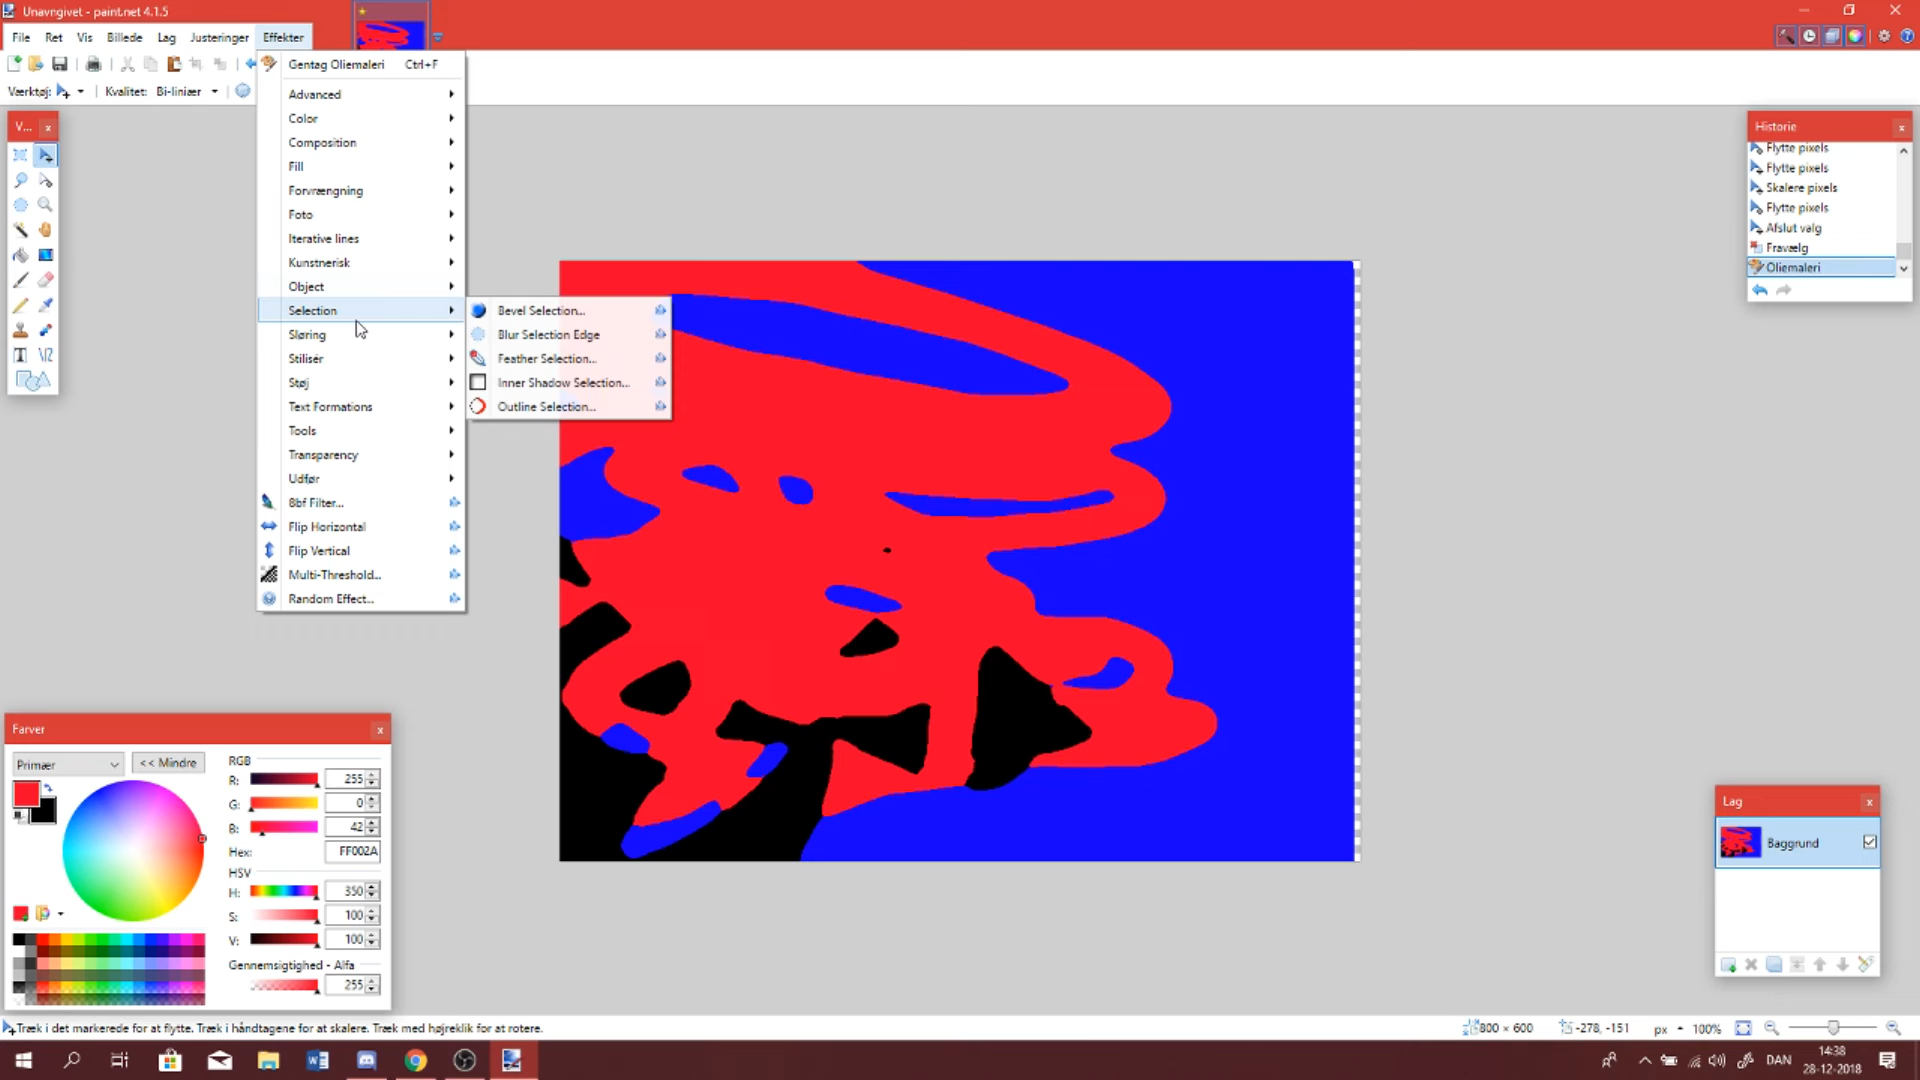 Unavngivet - paint.net 4.1.5
File Ret Vis Billede Lag Justeringer Effekter
Værktøj: Kvalitet: Bi-liniær
Gentag Oliemaleri Ctrl+F
Advanced
Color
Composition
Fill
Forvrængning
Foto
Iterative lines
Kunstnerisk
Object
Selection
Sløring
Stilisér
Støj
Text Formations
Tools
Transparency
Udfør
8bf Filter...
Flip Horizontal
Flip Vertical
Multi-Threshold...
Random Effect...
Bevel Selection...
Blur Selection Edge
Feather Selection...
Inner Shadow Selection...
Outline Selection...
V...
Historie
Flytte pixels
Flytte pixels
Skalere pixels
Flytte pixels
Afslut valg
Fravælg
Oliemaleri
Farver
Primær
<< Mindre
RGB
R: 255
G: 0
B: 42
Hex: FF002A
HSV
H: 350
S: 100
V: 100
Gennemsigtighed - Alfa
255
Lag
Baggrund
Træk i det markerede for at flytte. Træk i håndtagene for at skalere. Træk med højreklik for at rotere.
800 × 600 -278, -151 px 100%
DAN
14:38
28-12-2018